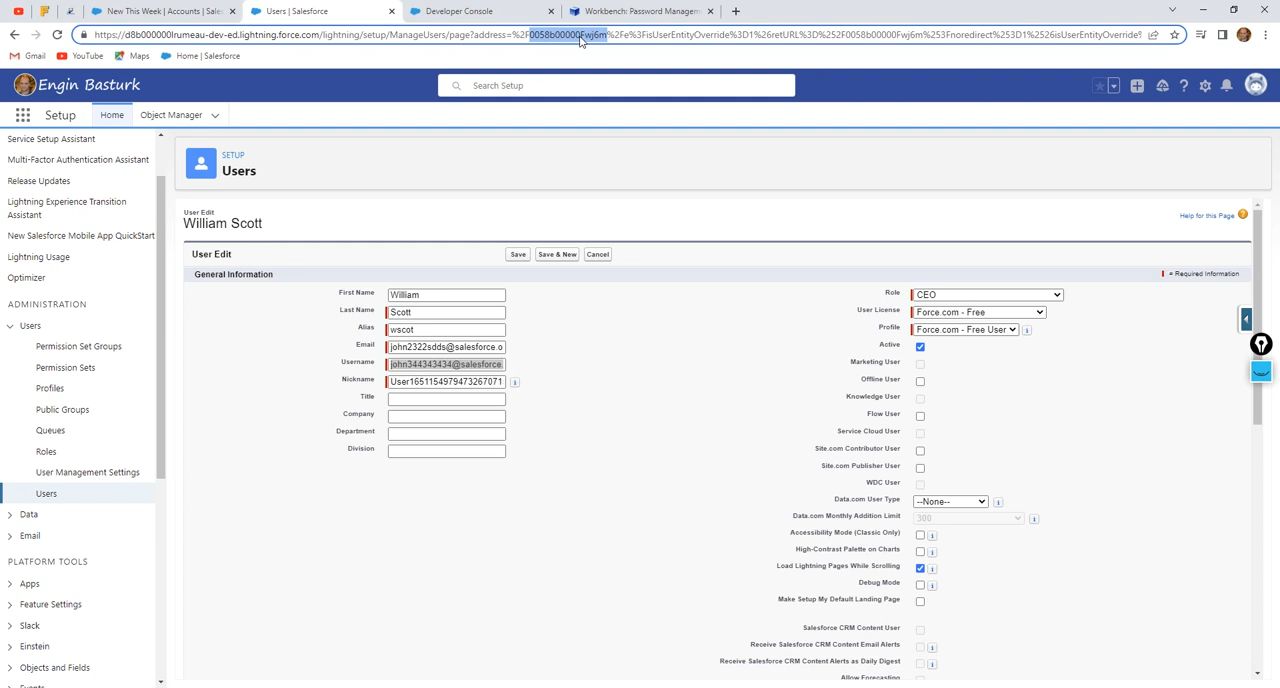 New This Week | Accounts | Sale
Users | Salesforce
Developer Console
Workbench: Password Managem
https://d8b000000lrumeau-dev-ed.lightning.force.com/lightning/setup/ManageUsers/page?address=%2F0058b00000Fwj6m%2Fe%3FisUserEntityOverride%3D1%26retURL%3D%252F0058b00000Fwj6m%253Fnoredirect%253D1%2526isUserEntityOverride%
Gmail
YouTube
Maps
Home | Salesforce
Engin Basturk
Search Setup
Setup
Home
Object Manager
Service Setup Assistant
Multi-Factor Authentication Assistant
Release Updates
Lightning Experience Transition
Assistant
New Salesforce Mobile App QuickStart
Lightning Usage
Optimizer
ADMINISTRATION
Users
Permission Set Groups
Permission Sets
Profiles
Public Groups
Queues
Roles
User Management Settings
Users
Data
Email
PLATFORM TOOLS
Apps
Feature Settings
Slack
Einstein
Objects and Fields
Events
SETUP
Users
User Edit
William Scott
Help for this Page
User Edit
Save
Save & New
Cancel
General Information
= Required Information
First Name William
Last Name Scott
Alias wscot
Email john2322sdds@salesforce.o
Username john344343434@salesforce.
Nickname User1651154979473267071
Title
Company
Department
Division
Role CEO
User License Force.com - Free
Profile Force.com - Free User
Active
Marketing User
Offline User
Knowledge User
Flow User
Service Cloud User
Site.com Contributor User
Site.com Publisher User
WDC User
Data.com User Type --None--
Data.com Monthly Addition Limit 300
Accessibility Mode (Classic Only)
High-Contrast Palette on Charts
Load Lightning Pages While Scrolling
Debug Mode
Make Setup My Default Landing Page
Salesforce CRM Content User
Receive Salesforce CRM Content Email Alerts
Receive Salesforce CRM Content Alerts as Daily Digest
Allow Forecasting